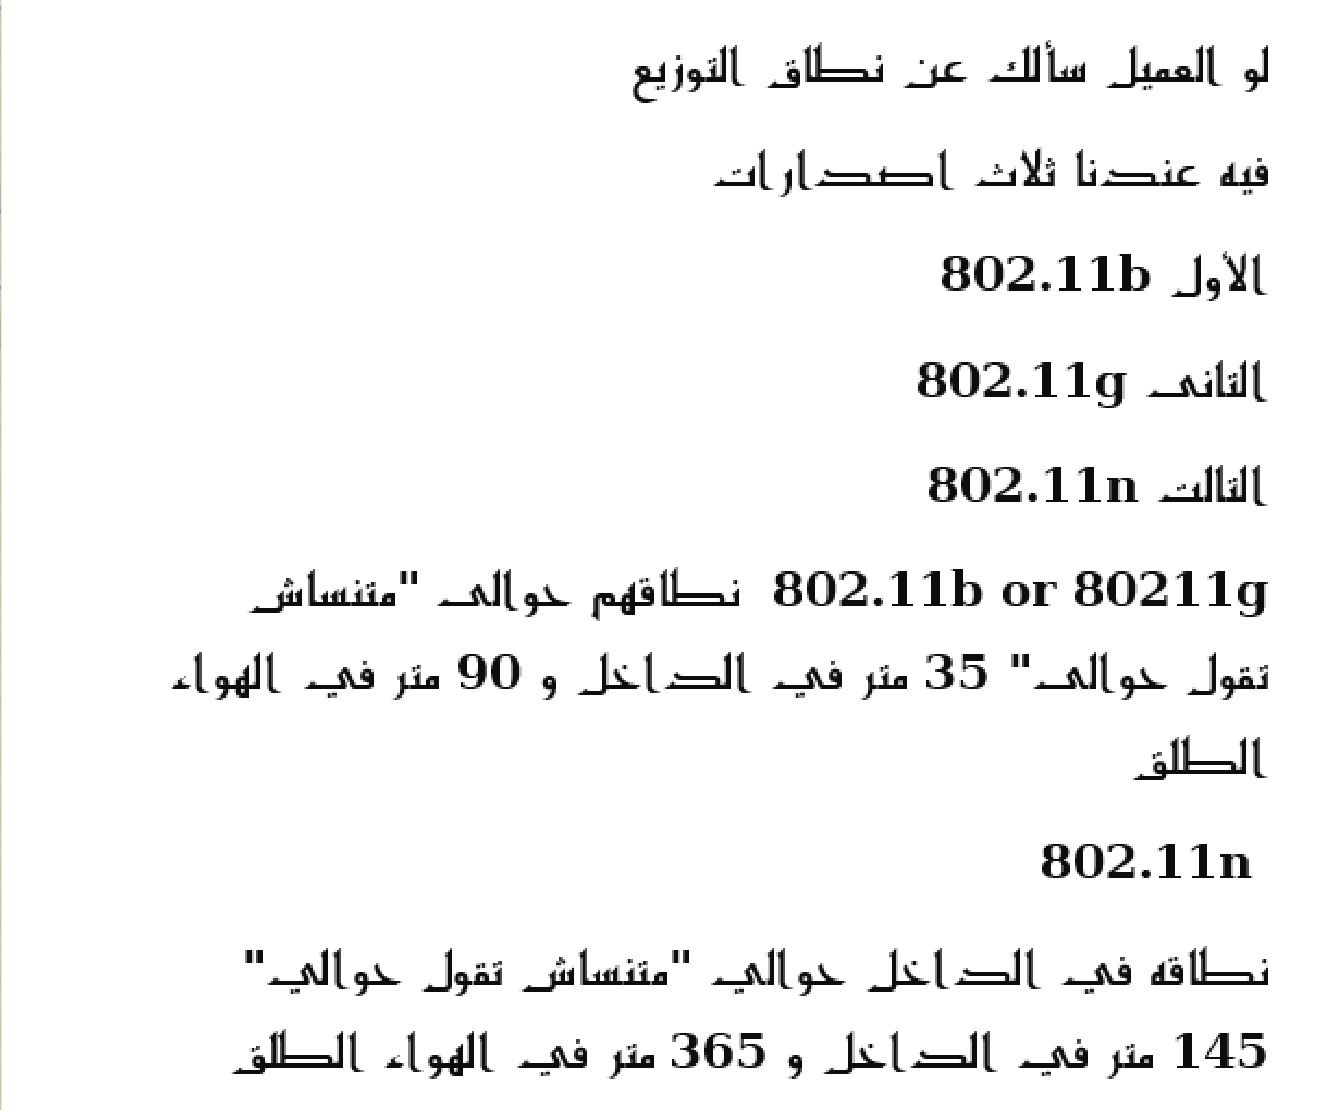 لو العميل سألك عن نطاق التوزيع
فيه عندنا ثلاث اصدارات
الأول 802.11b
التانى 802.11g
التالت 802.11n
802.11b or 80211g نطاقهم حوالى "متنساش
تقول حوالى" 35 متر في الداخل و 90 متر في الهواء
الطلق
802.11n
نطاقه في الداخل حوالي "متنساش تقول حوالي"
145 متر في الداخل و 365 متر في الهواء الطلق